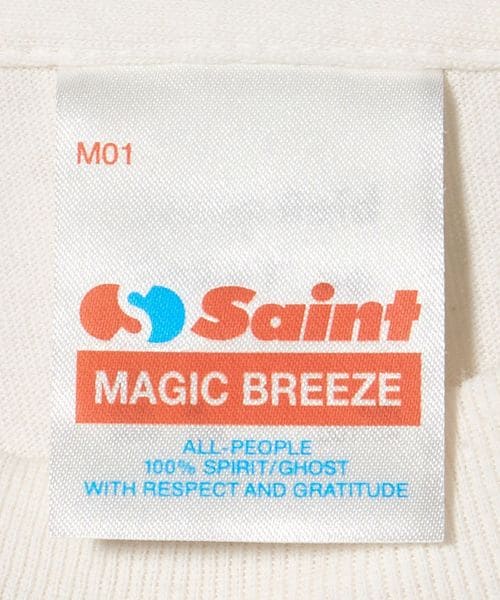 M01
Saint
MAGIC BREEZE
ALL-PEOPLE
100% SPIRIT/GHOST
WITH RESPECT AND GRATITUDE